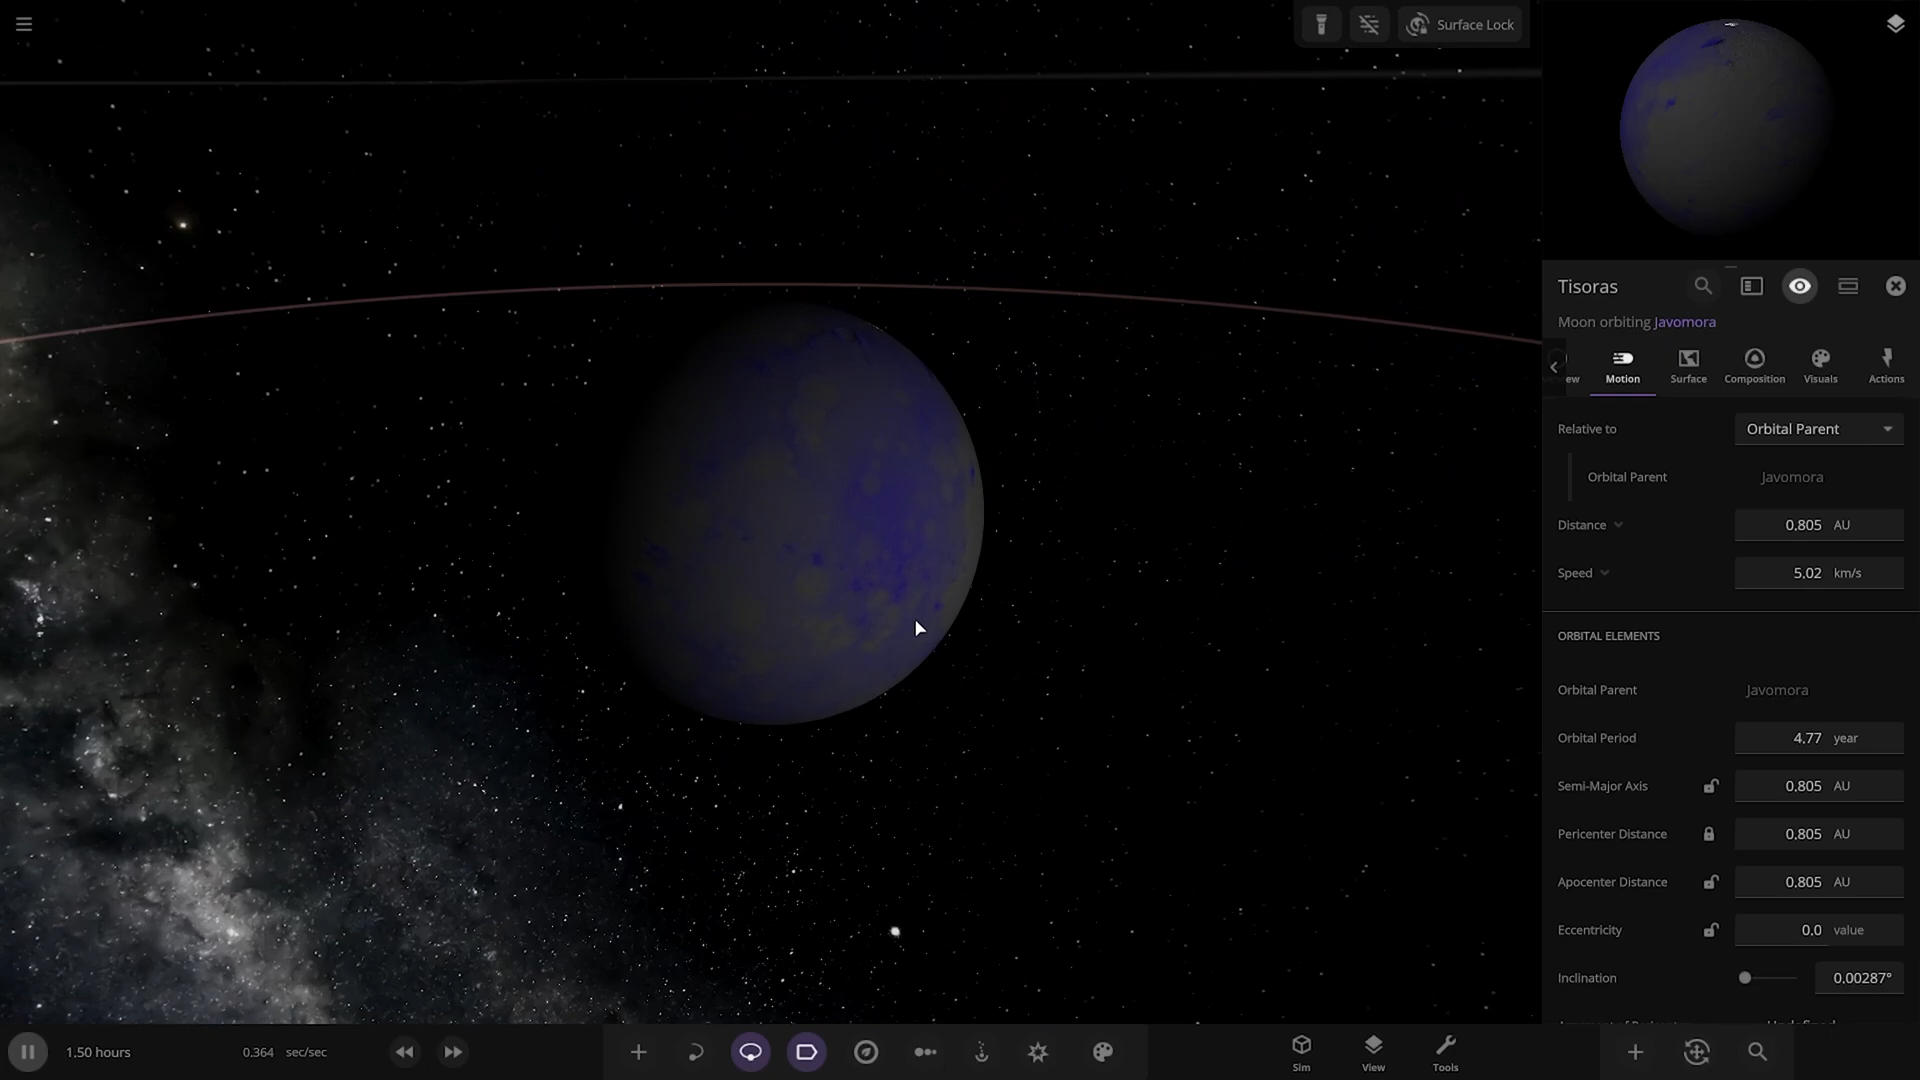 Surface Lock
Tisoras
Moon orbiting Javomora
ew
Motion
Surface
Composition
Visuals
Actions
Relative to
Orbital Parent
Orbital Parent
Javomora
Distance
0.805 AU
Speed
5.02 km/s
ORBITAL ELEMENTS
Orbital Parent
Javomora
Orbital Period
4.77 year
Semi-Major Axis
0.805 AU
Pericenter Distance
0.805 AU
Apocenter Distance
0.805 AU
Eccentricity
0.0 value
Inclination
0.00287°
1.50 hours
0.364 sec/sec
Sim
View
Tools